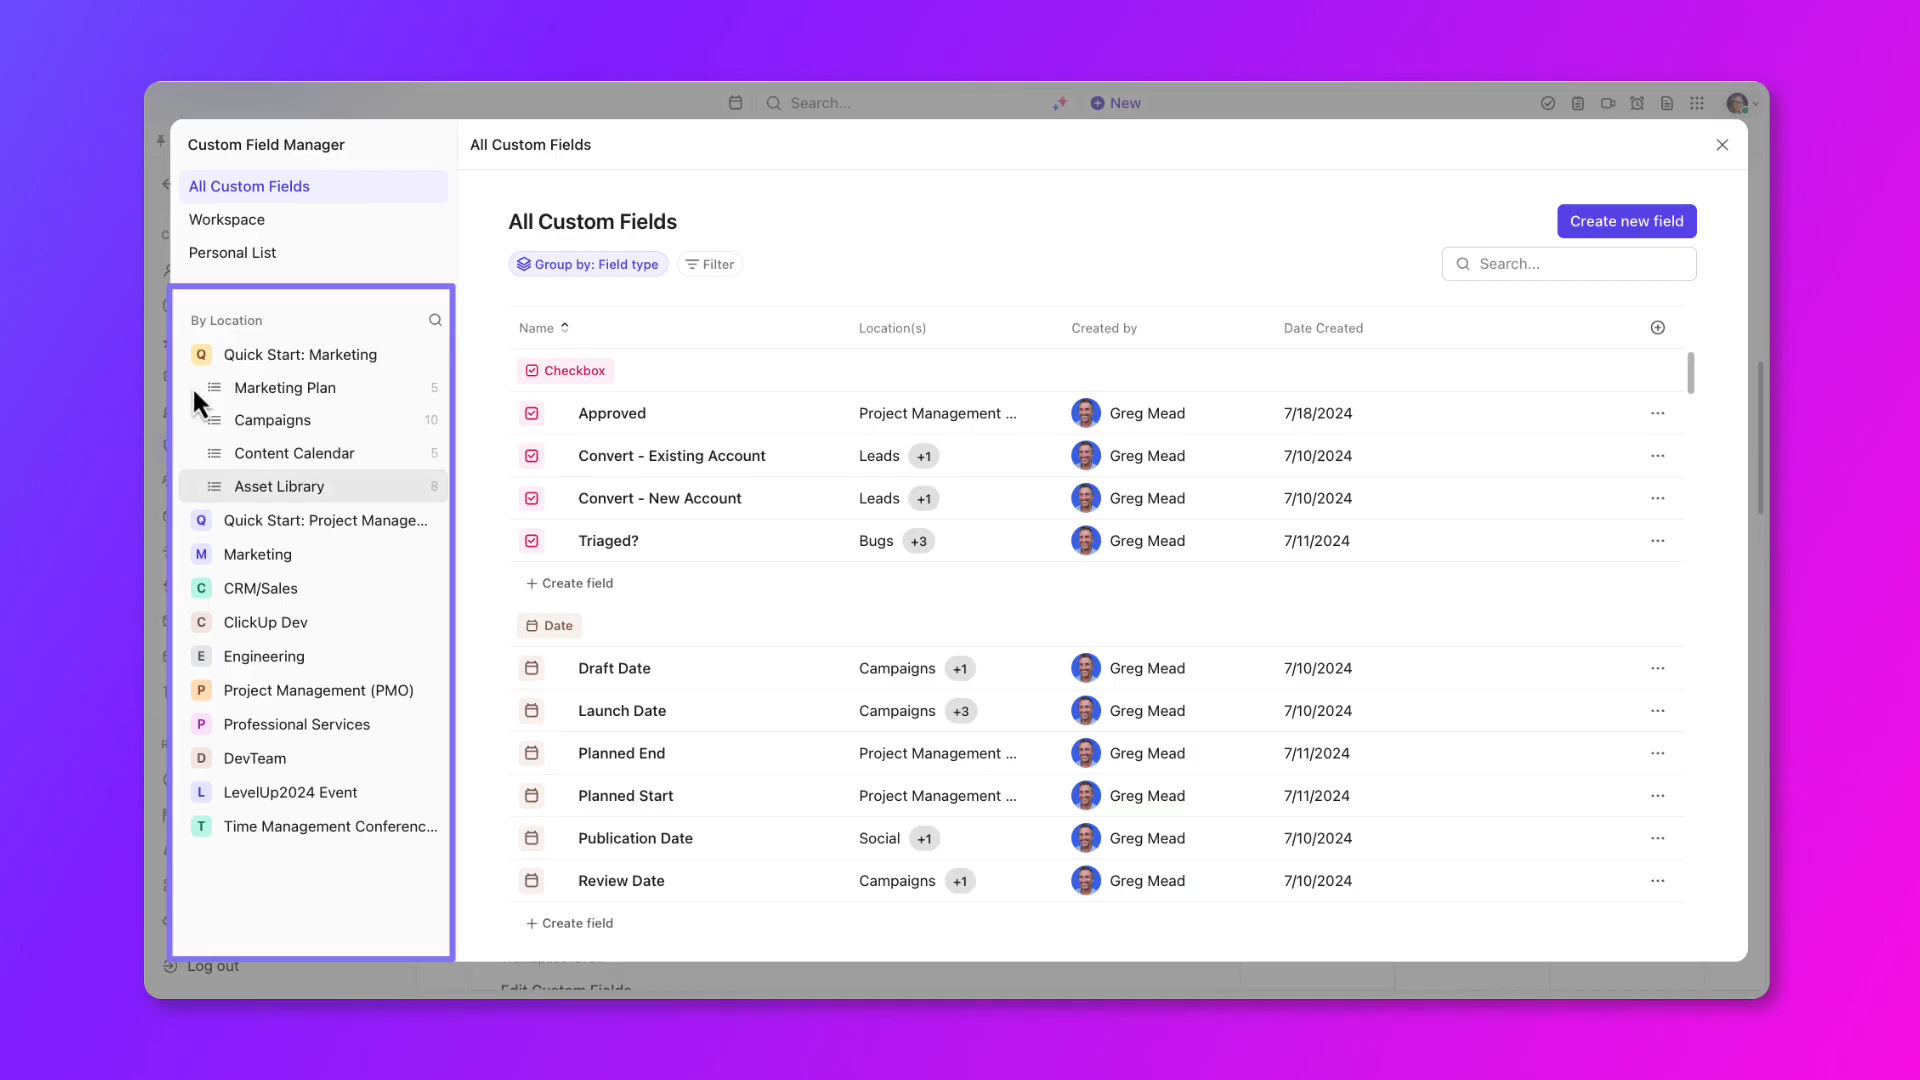 Search...
New
Custom Field Manager
All Custom Fields
Workspace
Personal List
By Location
Q Quick Start: Marketing
Marketing Plan 5
Campaigns 10
Content Calendar 5
Asset Library 8
Q Quick Start: Project Manage...
M Marketing
C CRM/Sales
C ClickUp Dev
E Engineering
P Project Management (PMO)
P Professional Services
D DevTeam
L LevelUp2024 Event
T Time Management Conferenc...
Log out
All Custom Fields
All Custom Fields
Create new field
Group by: Field type
Filter
Search...
Name Location(s) Created by Date Created
Checkbox
Approved Project Management ... Greg Mead 7/18/2024
Convert - Existing Account Leads +1 Greg Mead 7/10/2024
Convert - New Account Leads +1 Greg Mead 7/10/2024
Triaged? Bugs +3 Greg Mead 7/11/2024
+ Create field
Date
Draft Date Campaigns +1 Greg Mead 7/10/2024
Launch Date Campaigns +3 Greg Mead 7/10/2024
Planned End Project Management ... Greg Mead 7/11/2024
Planned Start Project Management ... Greg Mead 7/11/2024
Publication Date Social +1 Greg Mead 7/10/2024
Review Date Campaigns +1 Greg Mead 7/10/2024
+ Create field
Edit Custom Fields